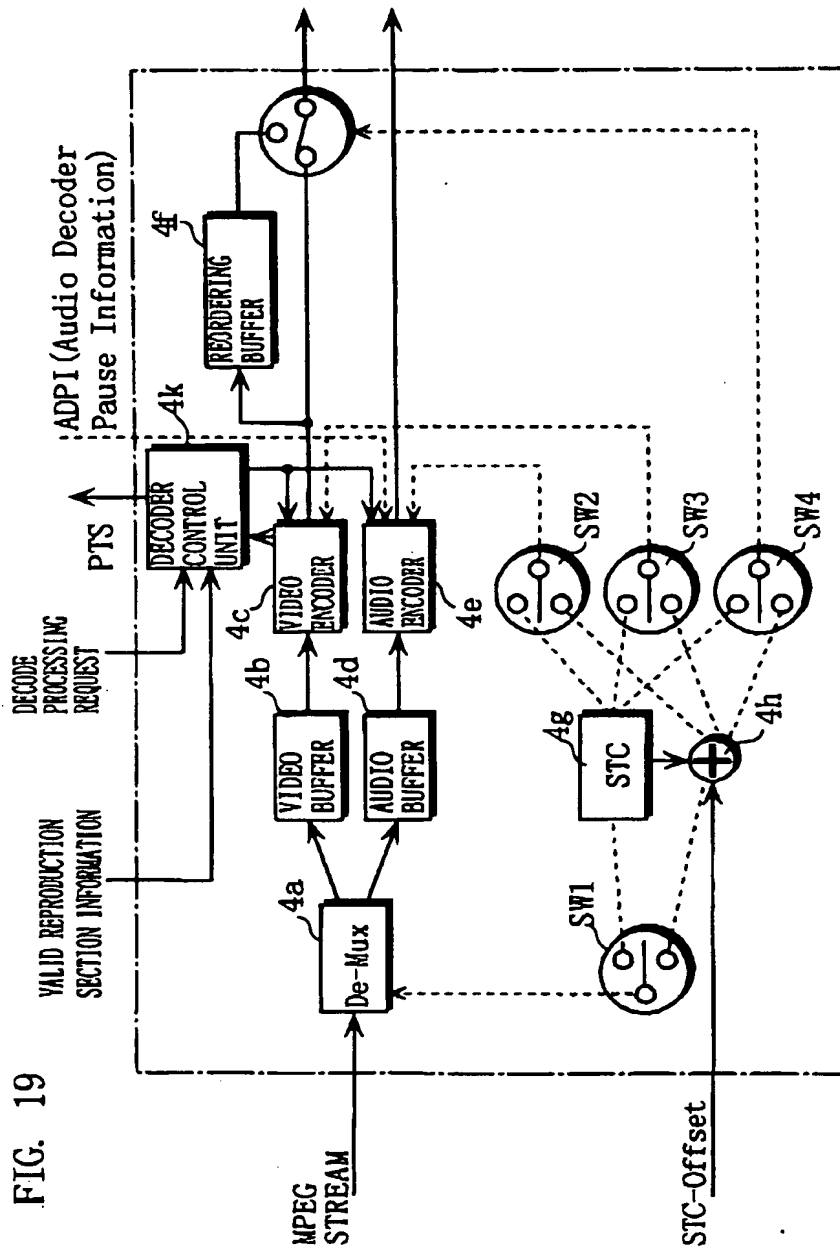 FIG. 19
VALID REPRODUCTION
SECTION INFORMATION
DECODE
PROCESSING
REQUEST
PTS
ADPI(Audio Decoder
Pause Information)
4k
DECODER
CONTROL
UNIT
4f
REORDERING
BUFFER
MPEG
STREAM
4a
De-Mux
4b
VIDEO
BUFFER
4c
VIDEO
ENCODER
4d
AUDIO
BUFFER
AUDIO
ENCODER
4e
SW1
4g
STC
4h
SW2
SW3
SW4
STC-Offset